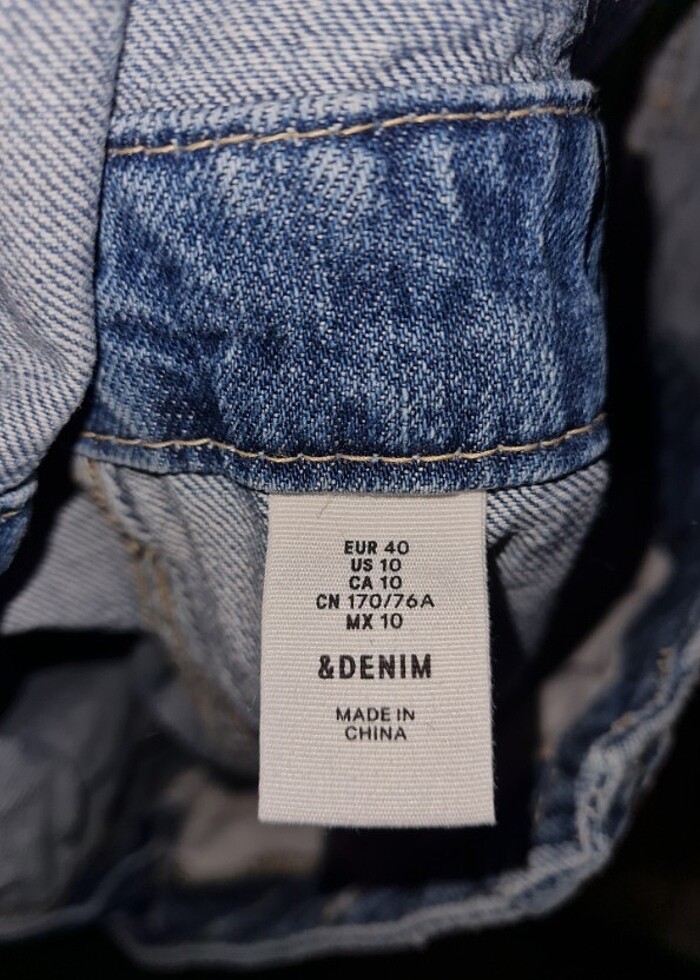 EUR 40
US 10
CA 10
CN 170/76A
MX 10
&DENIM
MADE IN
CHINA